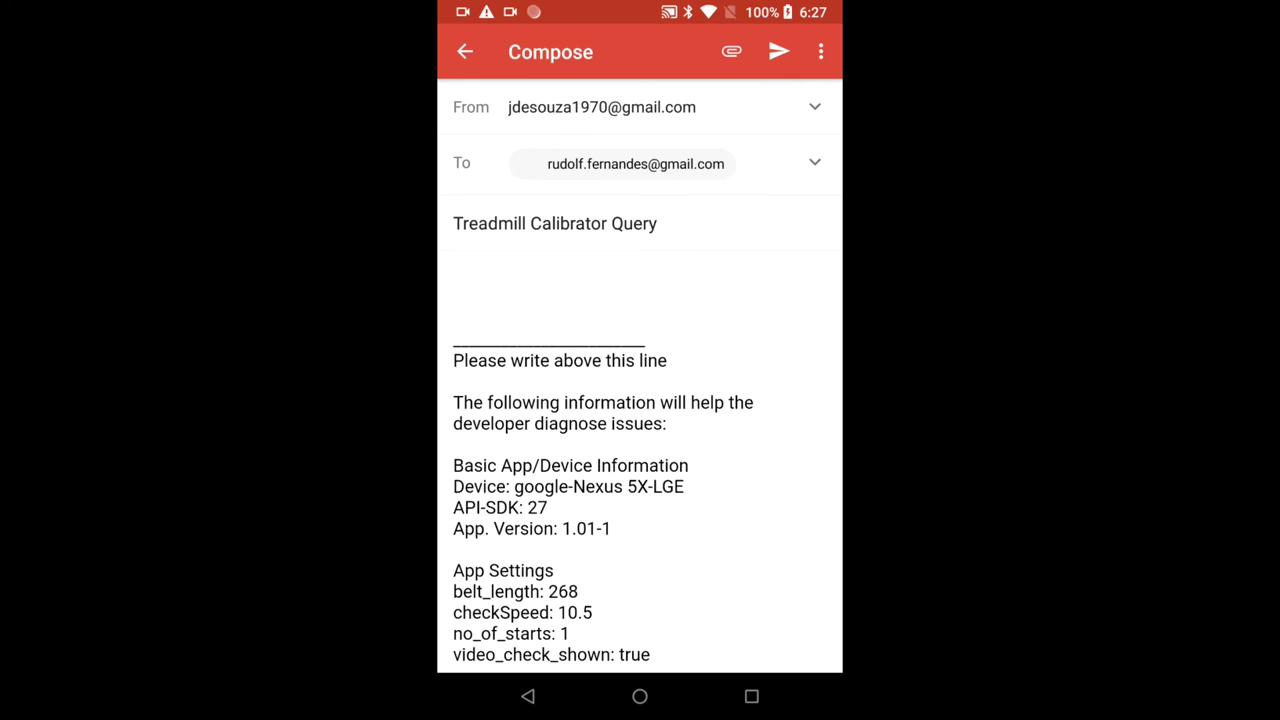 100% 6:27
Compose
From jdesouza1970@gmail.com
To rudolf.fernandes@gmail.com
Treadmill Calibrator Query
________________________
Please write above this line
The following information will help the
developer diagnose issues:
Basic App/Device Information
Device: google-Nexus 5X-LGE
API-SDK: 27
App. Version: 1.01-1
App Settings
belt_length: 268
checkSpeed: 10.5
no_of_starts: 1
video_check_shown: true